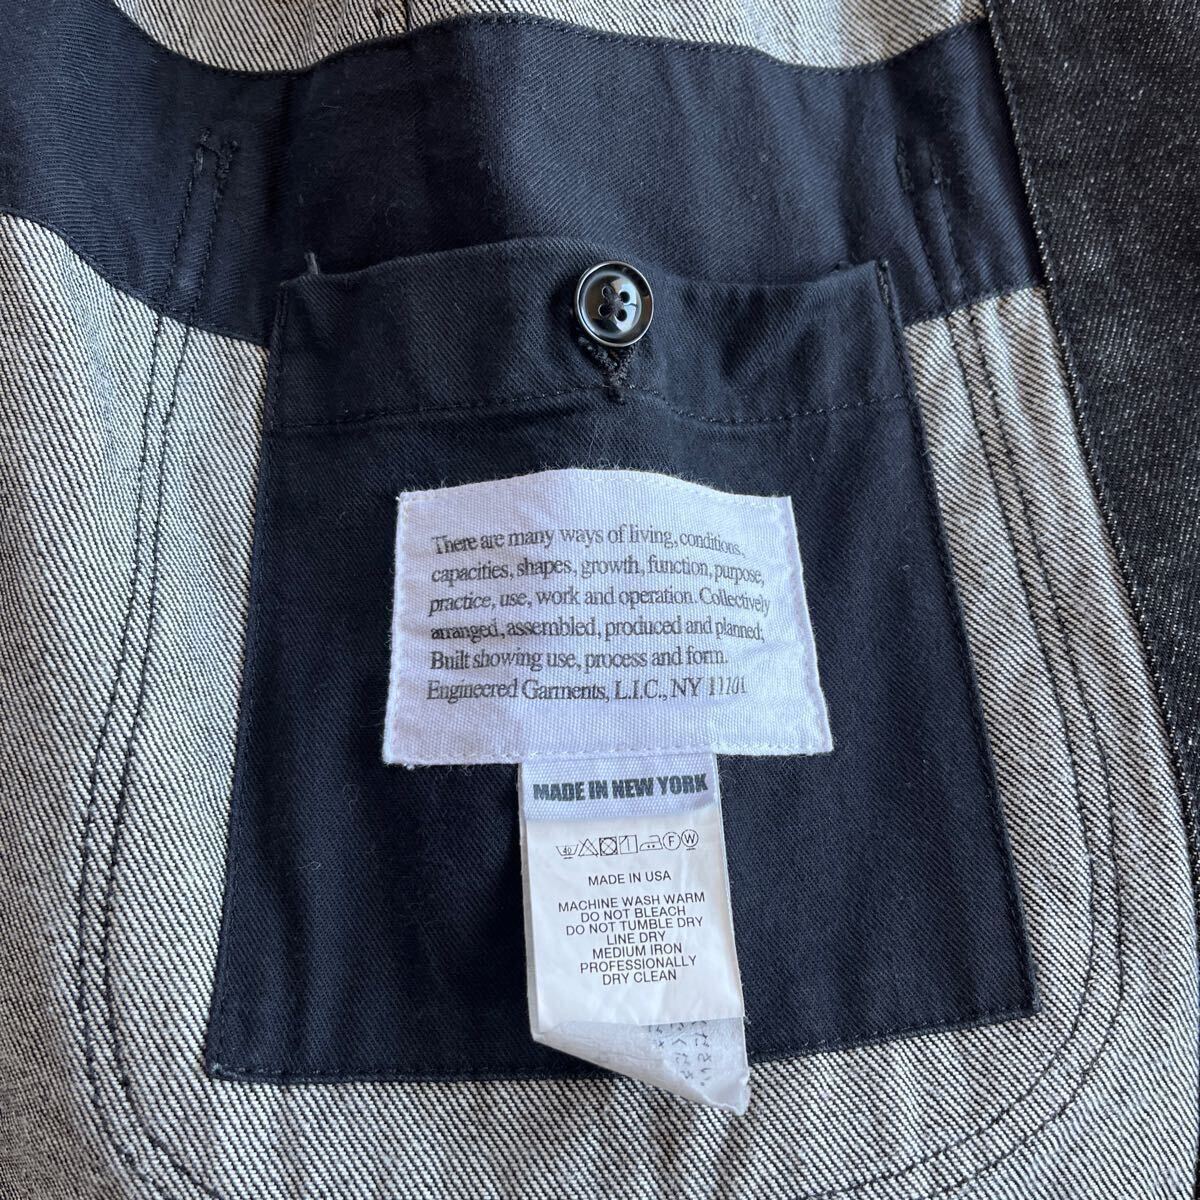 There are many ways of living, conditions,
capacities, shapes, growth, function, purpose,
practice, use, work and operation. Collectively
arranged, assembled, produced and planned;
Built showing use, process and form.
Engineered Garments, L.I.C., NY 11101
MADE IN NEW YORK
40 F W
MADE IN USA
MACHINE WASH WARM
DO NOT BLEACH
DO NOT TUMBLE DRY
LINE DRY
MEDIUM IRON
PROFESSIONALLY
DRY CLEAN